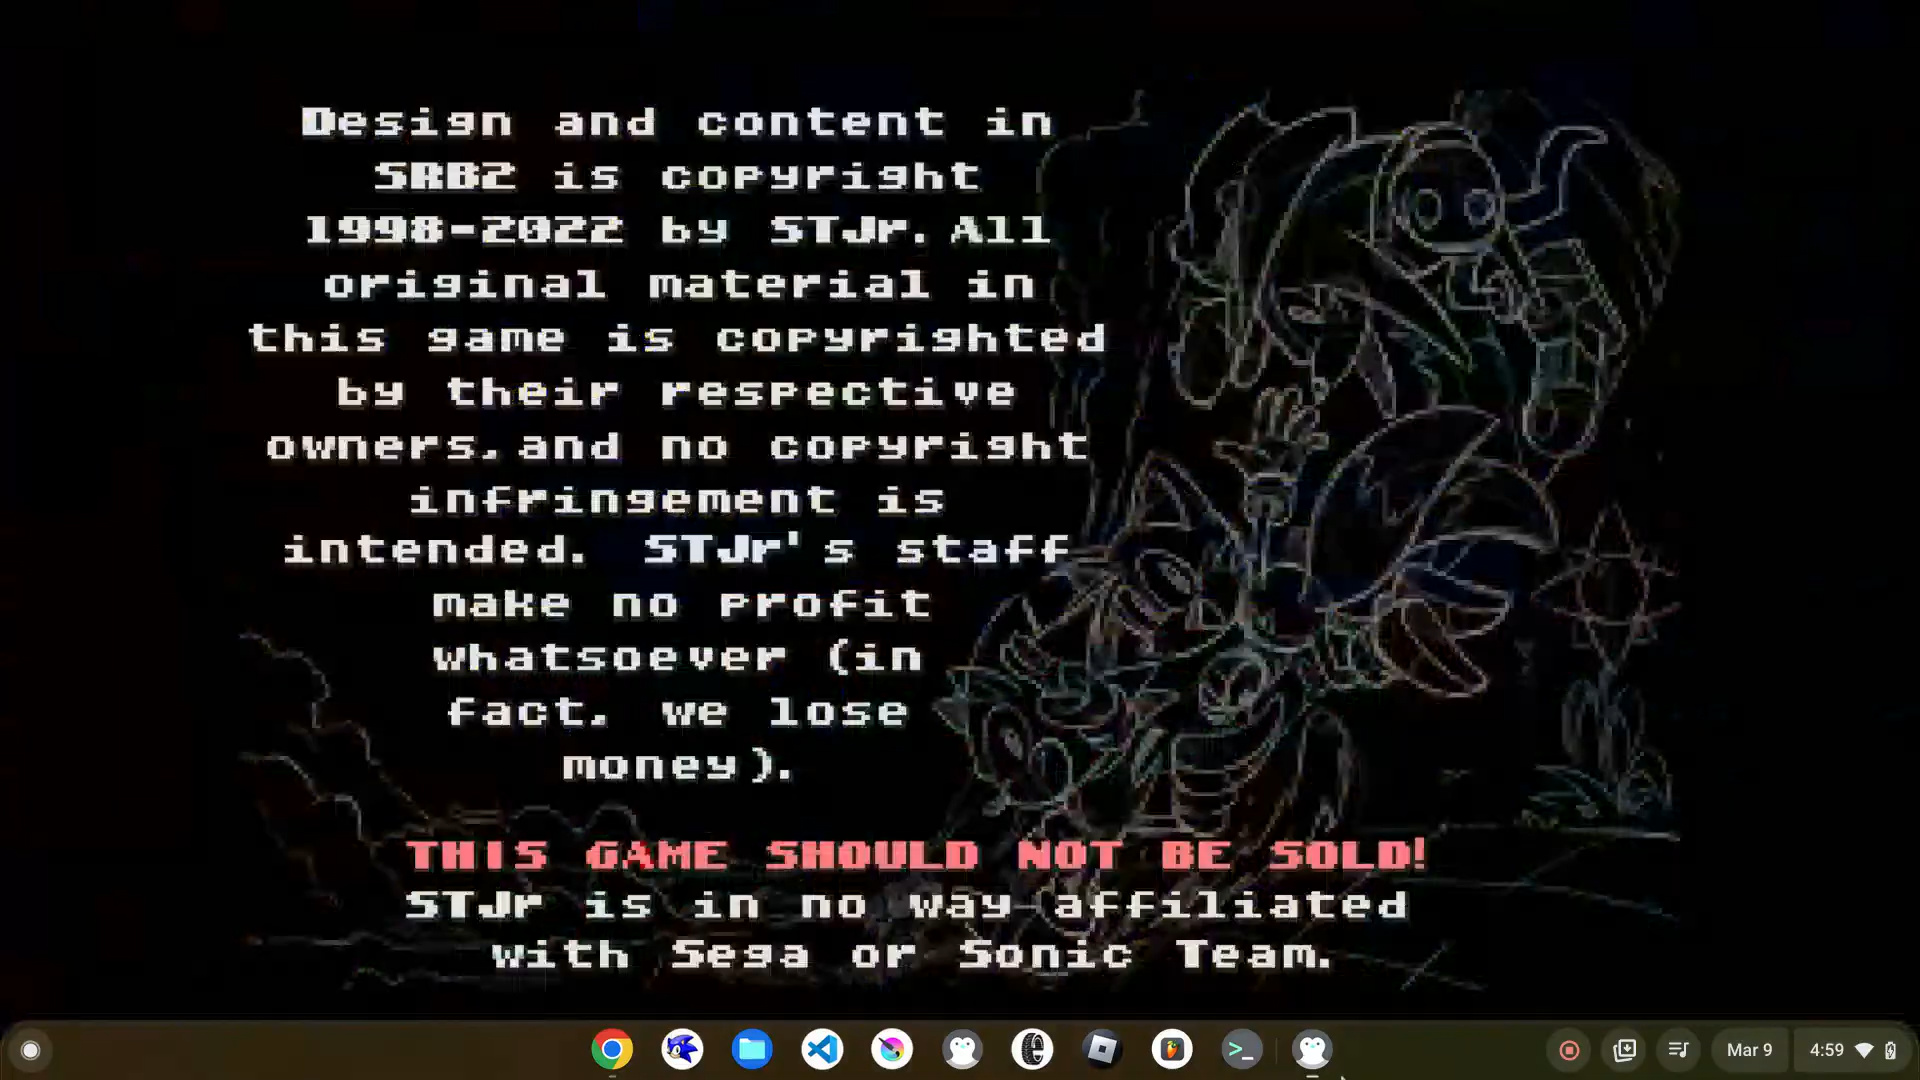 Design and content in
SRB2 is copyright
1998-2022 by STJr. All
original material in
this game is copyrighted
by their respective
owners, and no copyright
infringement is
intended. STJr's staff
make no profit
whatsoever (in
fact, we lose
money).
THIS GAME SHOULD NOT BE SOLD!
STJr is in no way affiliated
with Sega or Sonic Team.
Mar 9 4:59